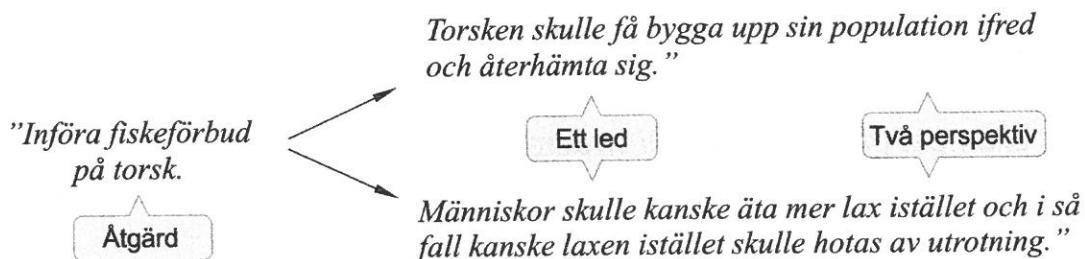 Torsken skulle få bygga upp sin population ifred
och återhämta sig.”
”Införa fiskeförbud
på torsk.
Ett led
Två perspektiv
Åtgärd
Människor skulle kanske äta mer lax istället och i så
fall kanske laxen istället skulle hotas av utrotning.”